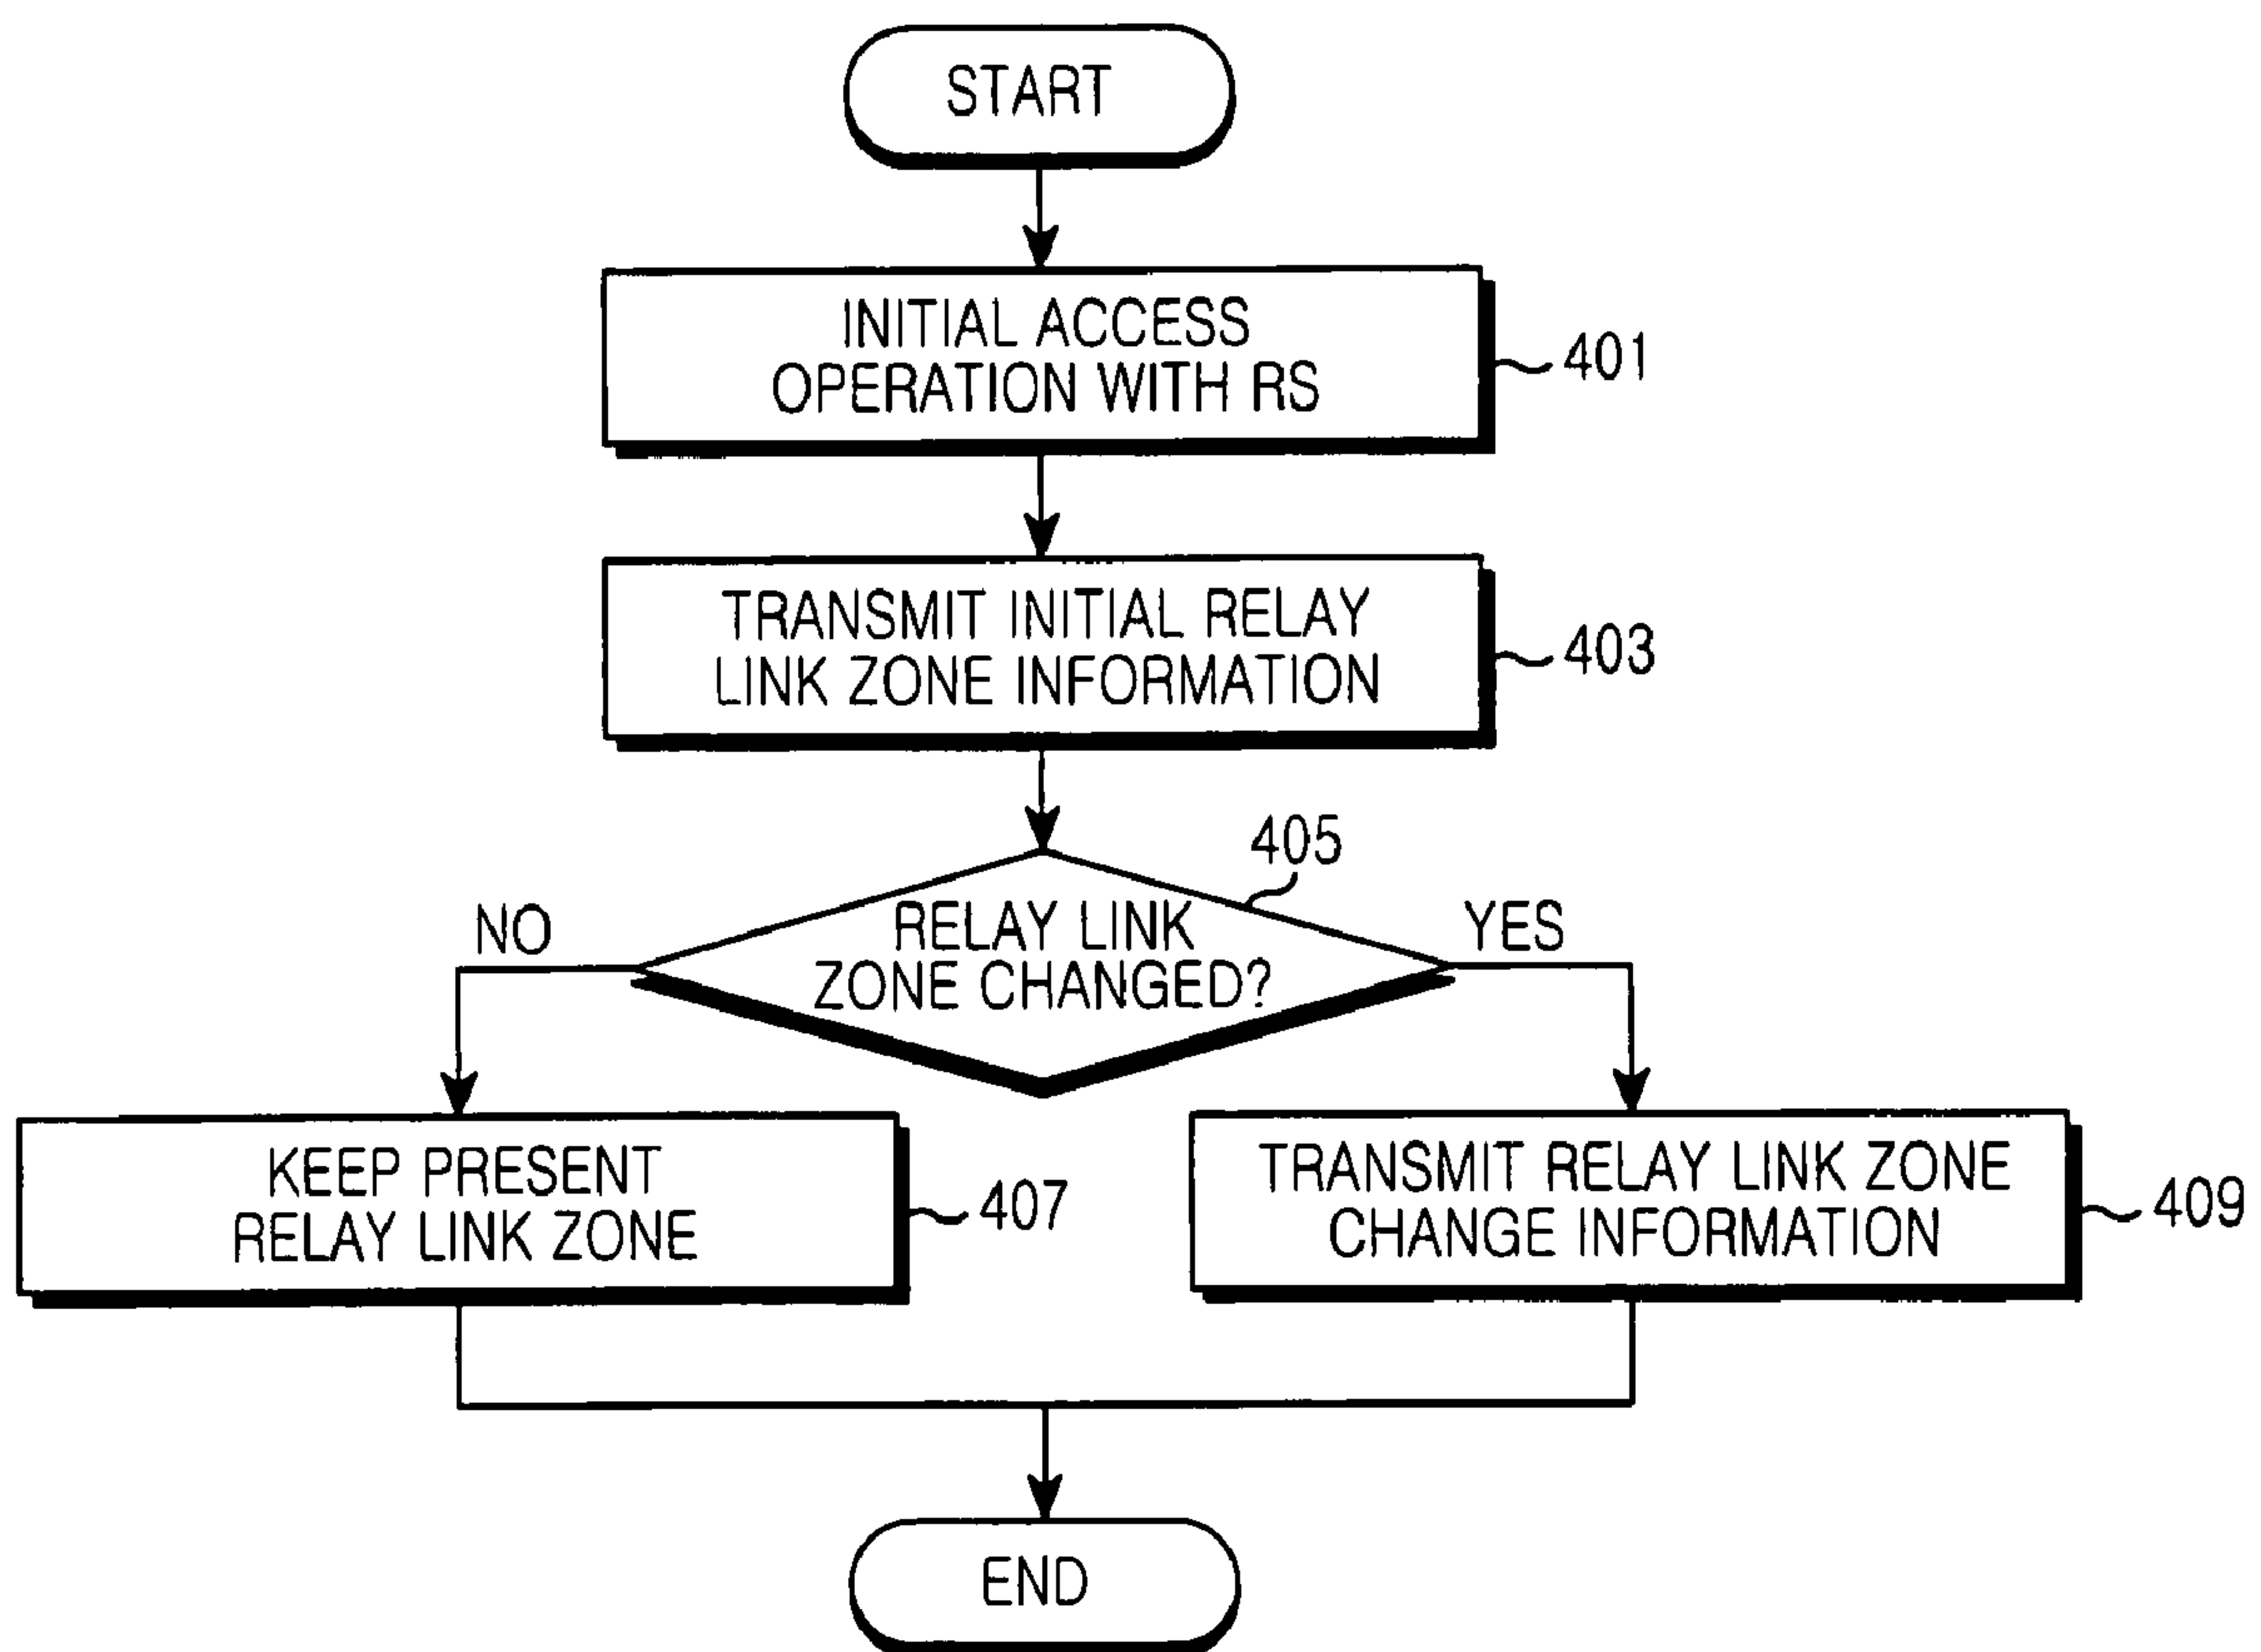 START
INITIAL ACCESS
OPERATION WITH RS
401
TRANSMIT INITIAL RELAY
LINK ZONE INFORMATION
403
405
NO
RELAY LINK
ZONE CHANGED?
YES
KEEP PRESENT
RELAY LINK ZONE
407
TRANSMIT RELAY LINK ZONE
CHANGE INFORMATION
409
END